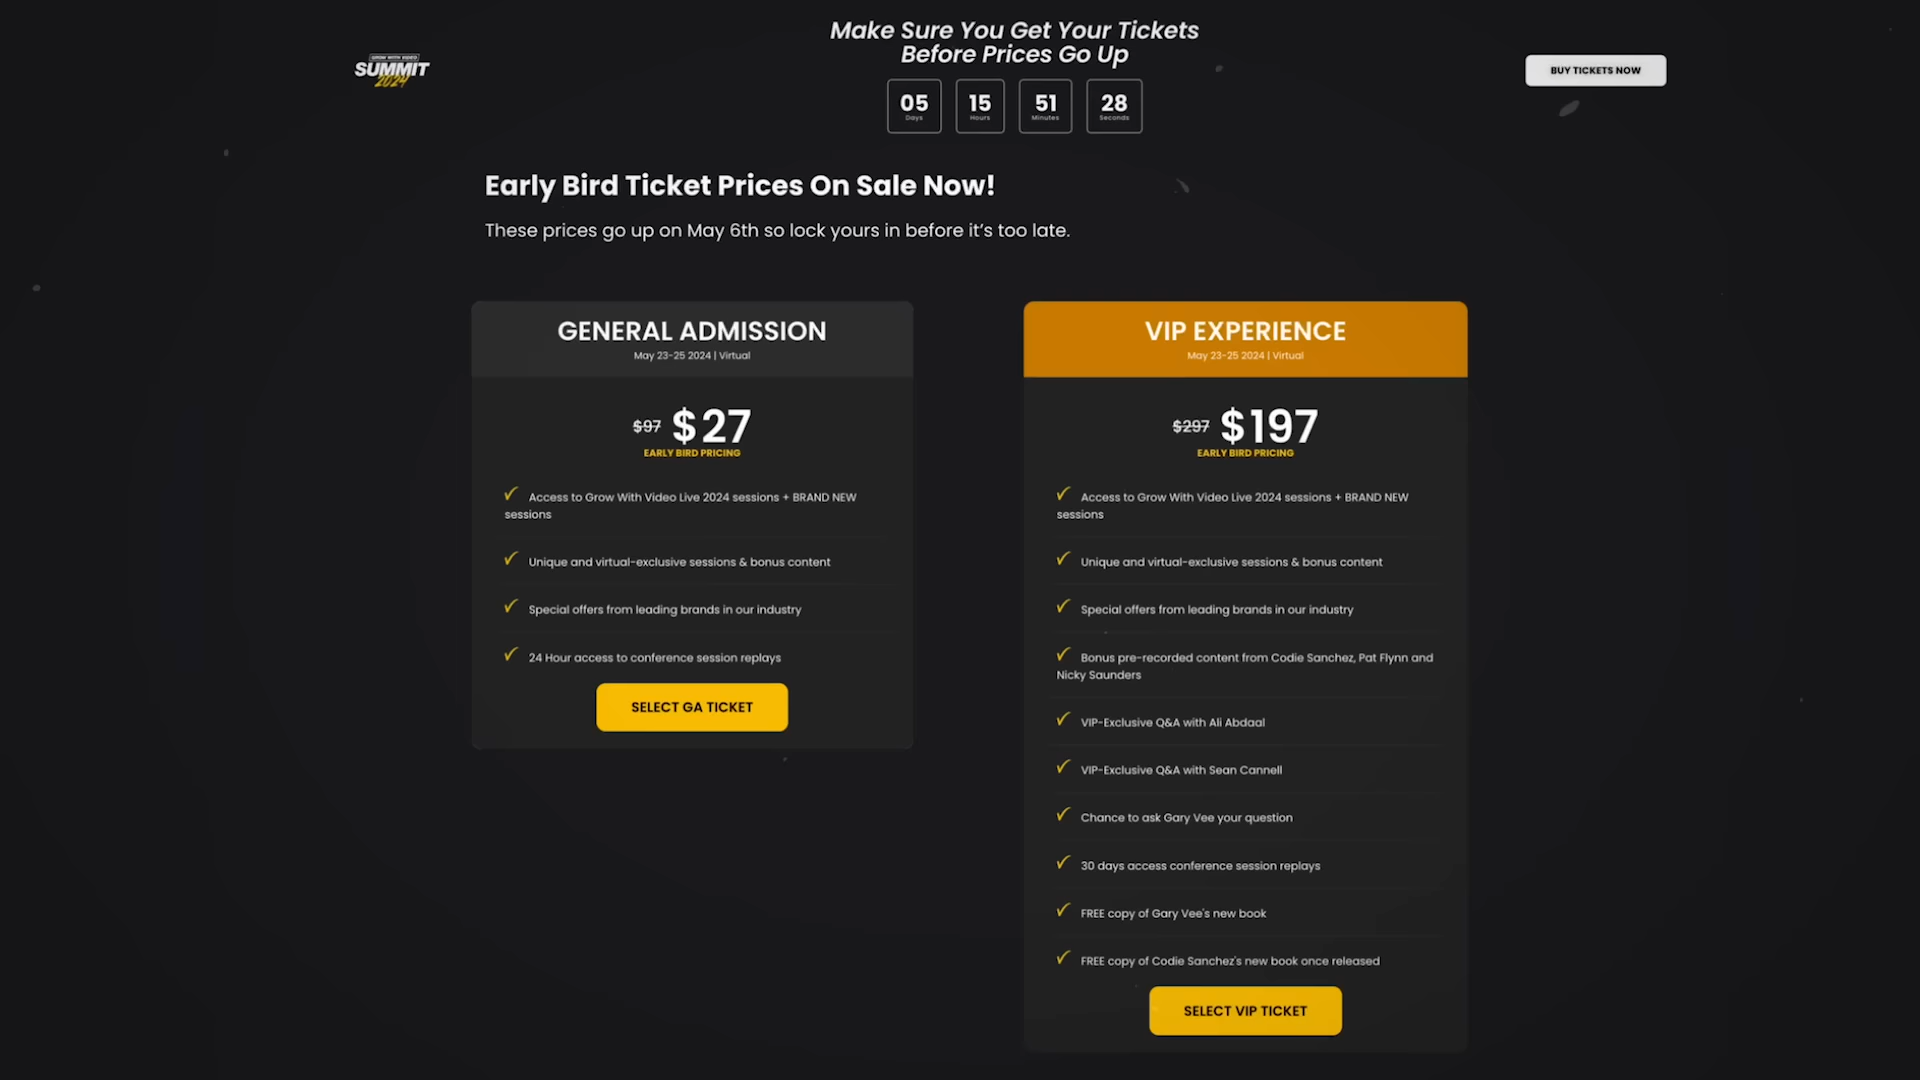 Make Sure You Get Your Tickets
Before Prices Go Up
GROW WITH VIDEO
SUMMIT
2024
BUY TICKETS NOW
05 15 51 28
Days Hours Minutes Seconds
Early Bird Ticket Prices On Sale Now!
These prices go up on May 6th so lock yours in before it’s too late.
GENERAL ADMISSION
May 23-25 2024 | Virtual
$97 $27
EARLY BIRD PRICING
Access to Grow With Video Live 2024 sessions + BRAND NEW
sessions
Unique and virtual-exclusive sessions & bonus content
Special offers from leading brands in our industry
24 Hour access to conference session replays
SELECT GA TICKET
VIP EXPERIENCE
May 23-25 2024 | Virtual
$297 $197
EARLY BIRD PRICING
Access to Grow With Video Live 2024 sessions + BRAND NEW
sessions
Unique and virtual-exclusive sessions & bonus content
Special offers from leading brands in our industry
Bonus pre-recorded content from Codie Sanchez, Pat Flynn and
Nicky Saunders
VIP-Exclusive Q&A with Ali Abdaal
VIP-Exclusive Q&A with Sean Cannell
Chance to ask Gary Vee your question
30 days access conference session replays
FREE copy of Gary Vee's new book
FREE copy of Codie Sanchez's new book once released
SELECT VIP TICKET